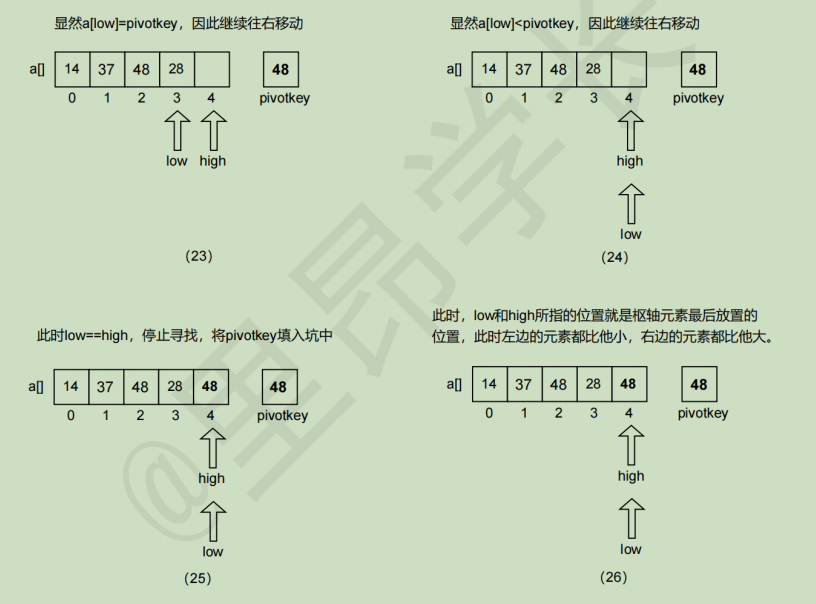 显然a[low]=pivotkey，因此继续往右移动
a[] 14 37 48 28 48
0 1 2 3 4 pivotkey
low high
（23）
显然a[low]<pivotkey，因此继续往右移动
a[] 14 37 48 28 48
0 1 2 3 4 pivotkey
high
low
（24）
此时low==high，停止寻找，将pivotkey填入坑中
a[] 14 37 48 28 48 48
0 1 2 3 4 pivotkey
high
low
（25）
此时，low和high所指的位置就是枢轴元素最后放置的
位置，此时左边的元素都比他小，右边的元素都比他大。
a[] 14 37 48 28 48 48
0 1 2 3 4 pivotkey
high
low
（26）
@里昂学长